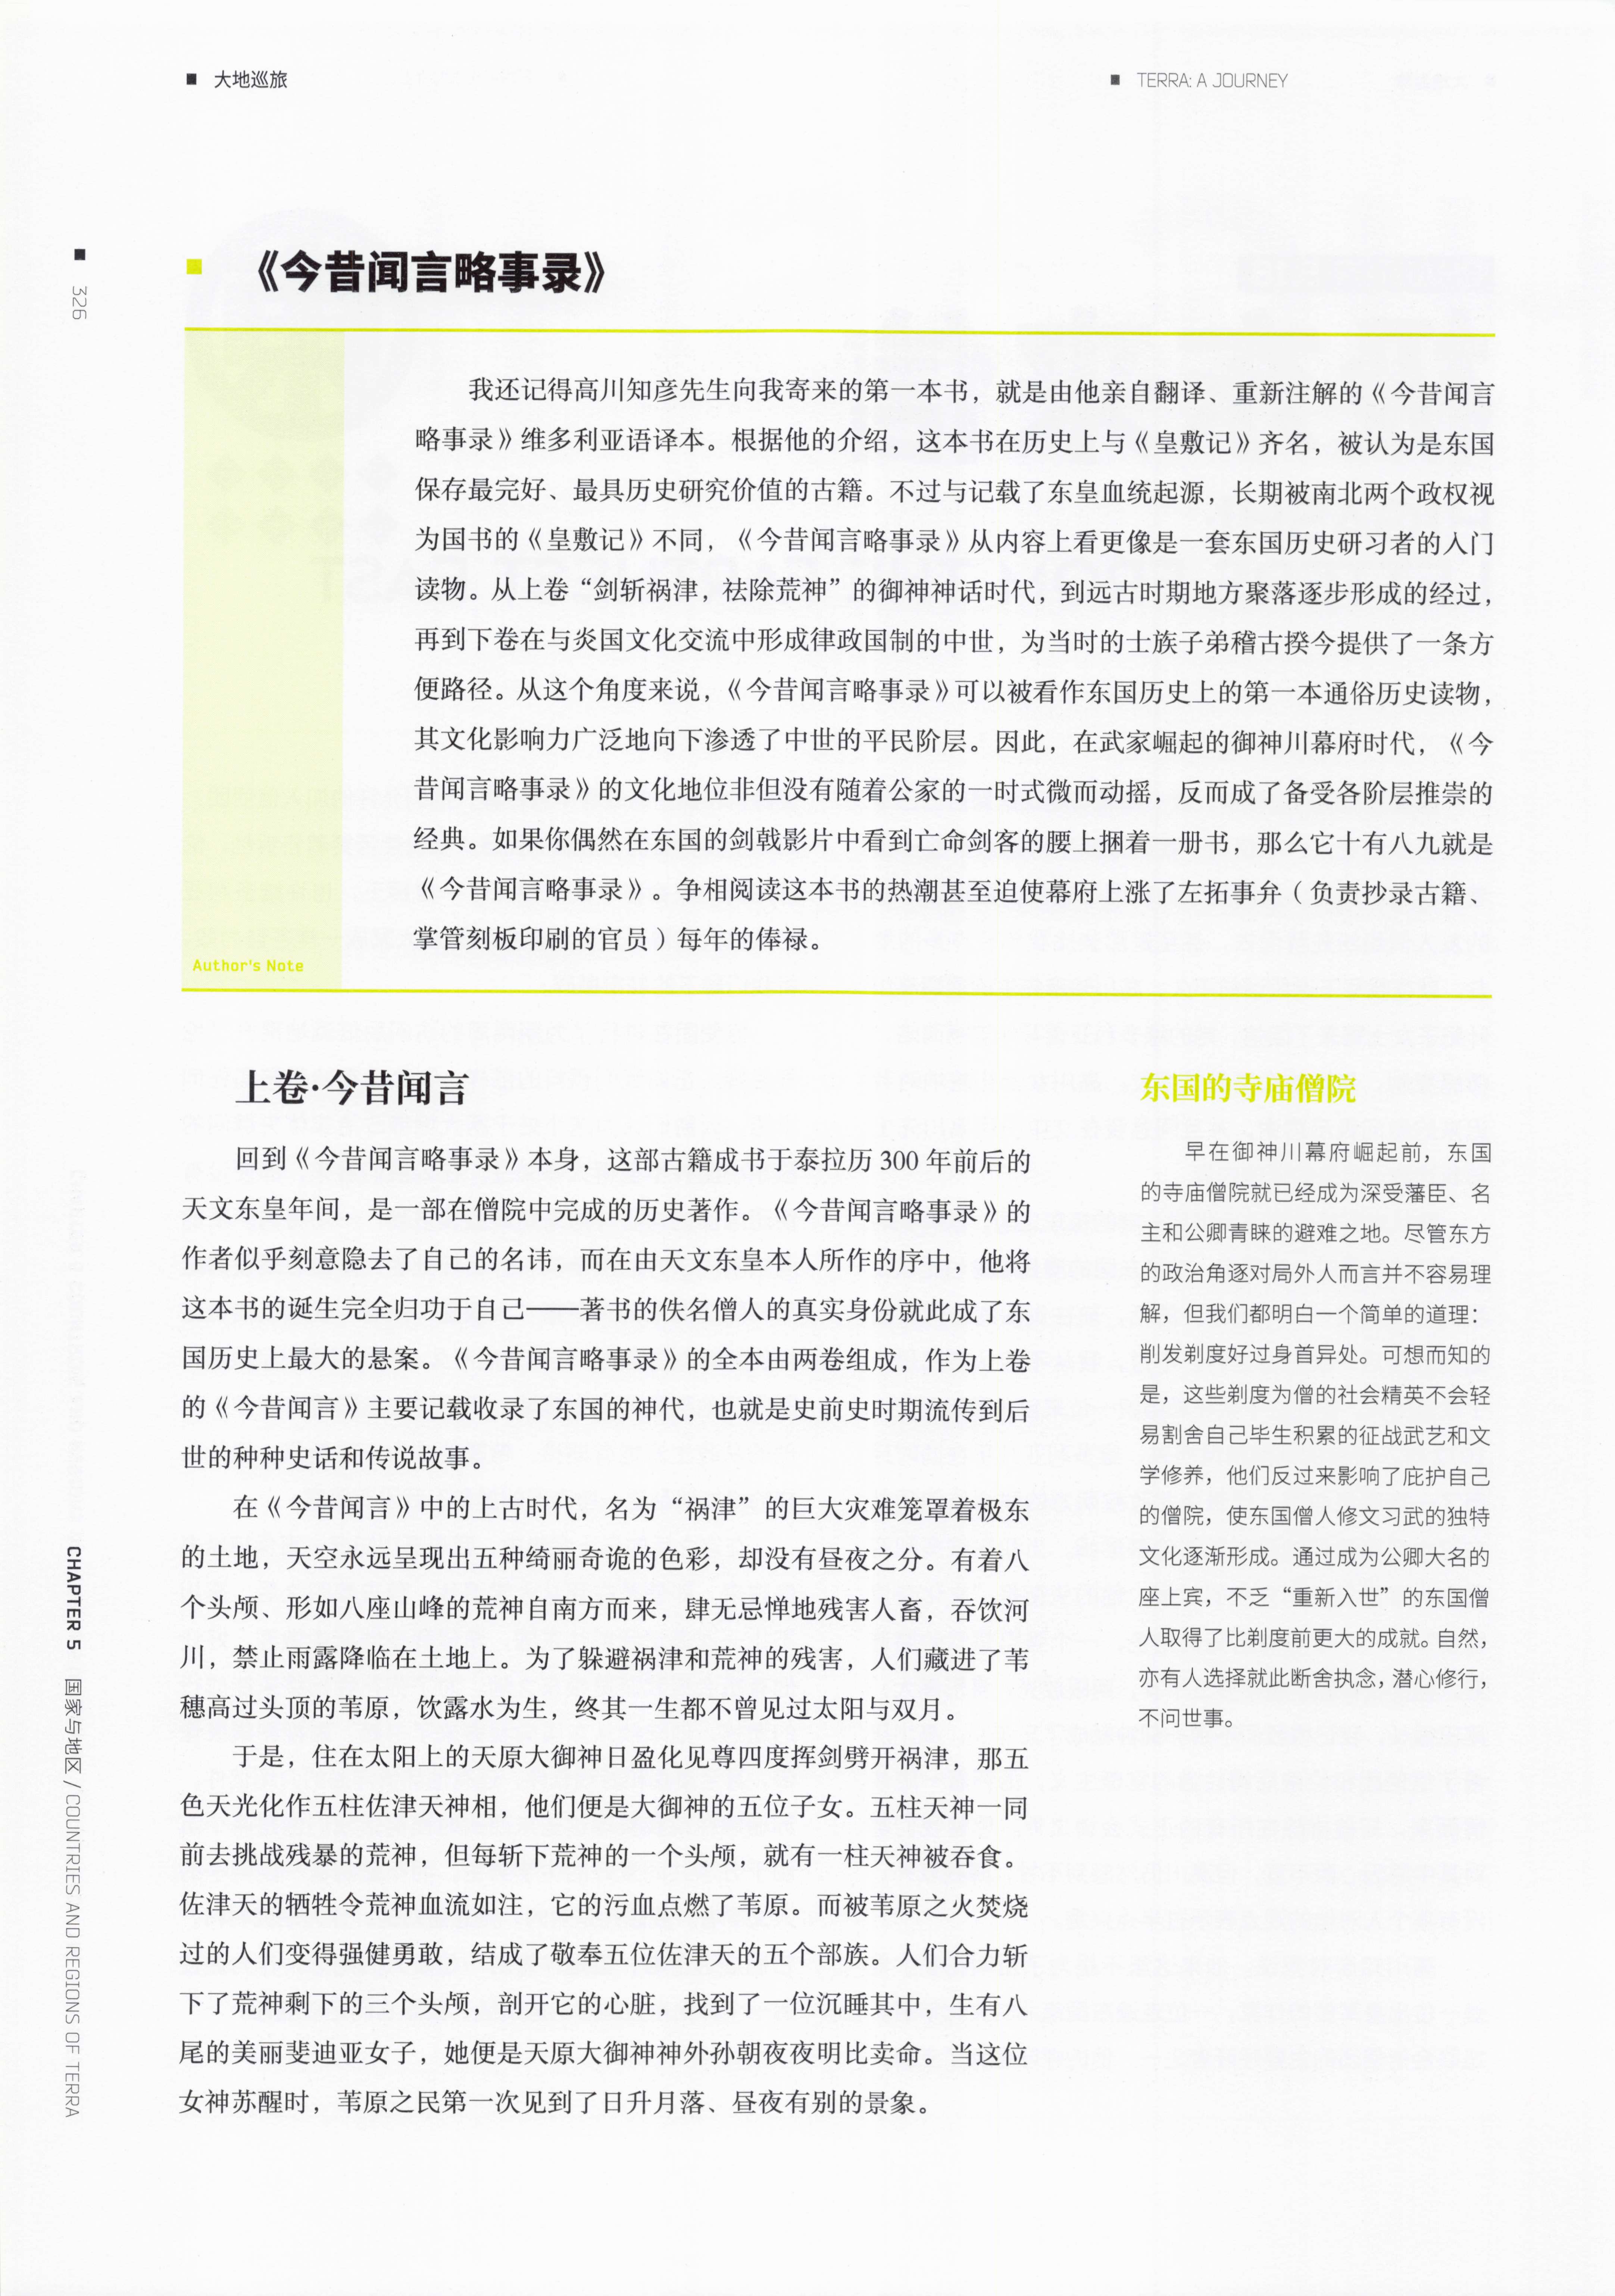 大地巡旅
TERRA: A JOURNEY
326
《今昔闻言略事录》
我还记得高川知彦先生向我寄来的第一本书，就是由他亲自翻译、重新注解的《今昔闻言
略事录》维多利亚语译本。根据他的介绍，这本书在历史上与《皇敷记》齐名，被认为是东国
保存最完好、最具历史研究价值的古籍。不过与记载了东皇血统起源，长期被南北两个政权视
为国书的《皇敷记》不同，《今昔闻言略事录》从内容上看更像是一套东国历史研习者的入门
读物。从上卷“剑斩祸津，祛除荒神”的御神神话时代，到远古时期地方聚落逐步形成的经过，
再到下卷在与炎国文化交流中形成律政国制的中世，为当时的士族子弟稽古揆今提供了一条方
便路径。从这个角度来说，《今昔闻言略事录》可以被看作东国历史上的第一本通俗历史读物，
其文化影响力广泛地向下渗透了中世的平民阶层。因此，在武家崛起的御神川幕府时代，《今
昔闻言略事录》的文化地位非但没有随着公家的一时式微而动摇，反而成了备受各阶层推崇的
经典。如果你偶然在东国的剑戟影片中看到亡命剑客的腰上捆着一册书，那么它十有八九就是
《今昔闻言略事录》。争相阅读这本书的热潮甚至迫使幕府上涨了左拓事弁（负责抄录古籍、
掌管刻板印刷的官员）每年的俸禄。
Author's Note
上卷·今昔闻言
回到《今昔闻言略事录》本身，这部古籍成书于泰拉历 300 年前后的
天文东皇年间，是一部在僧院中完成的历史著作。《今昔闻言略事录》的
作者似乎刻意隐去了自己的名讳，而在由天文东皇本人所作的序中，他将
这本书的诞生完全归功于自己——著书的佚名僧人的真实身份就此成了东
国历史上最大的悬案。《今昔闻言略事录》的全本由两卷组成，作为上卷
的《今昔闻言》主要记载收录了东国的神代，也就是史前史时期流传到后
世的种种史话和传说故事。
在《今昔闻言》中的上古时代，名为“祸津”的巨大灾难笼罩着极东
的土地，天空永远呈现出五种绮丽奇诡的色彩，却没有昼夜之分。有着八
个头颅、形如八座山峰的荒神自南方而来，肆无忌惮地残害人畜，吞饮河
川，禁止雨露降临在土地上。为了躲避祸津和荒神的残害，人们藏进了苇
穗高过头顶的苇原，饮露水为生，终其一生都不曾见过太阳与双月。
于是，住在太阳上的天原大御神日盈化见尊四度挥剑劈开祸津，那五
色天光化作五柱佐津天神相，他们便是大御神的五位子女。五柱天神一同
前去挑战残暴的荒神，但每斩下荒神的一个头颅，就有一柱天神被吞食。
佐津天的牺牲令荒神血流如注，它的污血点燃了苇原。而被苇原之火焚烧
过的人们变得强健勇敢，结成了敬奉五位佐津天的五个部族。人们合力斩
下了荒神剩下的三个头颅，剖开它的心脏，找到了一位沉睡其中，生有八
尾的美丽斐迪亚女子，她便是天原大御神神外孙朝夜夜明比卖命。当这位
女神苏醒时，苇原之民第一次见到了日升月落、昼夜有别的景象。
东国的寺庙僧院
早在御神川幕府崛起前，东国
的寺庙僧院就已经成为深受藩臣、名
主和公卿青睐的避难之地。尽管东方
的政治角逐对局外人而言并不容易理
解，但我们都明白一个简单的道理：
削发剃度好过身首异处。可想而知的
是，这些剃度为僧的社会精英不会轻
易割舍自己毕生积累的征战武艺和文
学修养，他们反过来影响了庇护自己
的僧院，使东国僧人修文习武的独特
文化逐渐形成。通过成为公卿大名的
座上宾，不乏“重新入世”的东国僧
人取得了比剃度前更大的成就。自然，
亦有人选择就此断舍执念，潜心修行，
不问世事。
CHAPTER 5 国家与地区 / COUNTRIES AND REGIONS OF TERRA